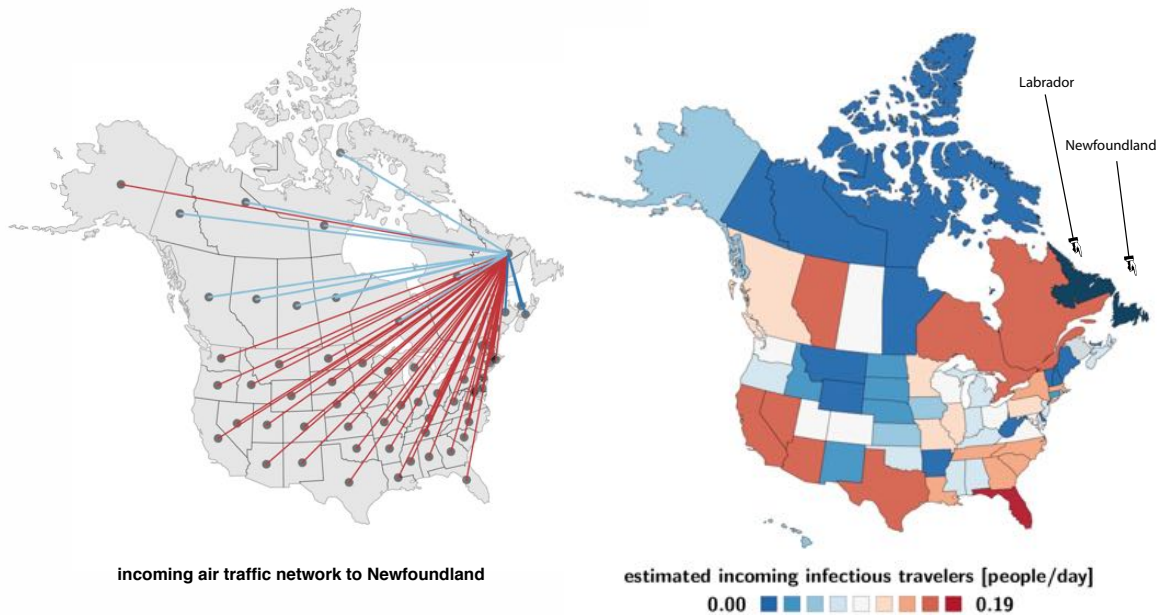 Labrador
Newfoundland
incoming air traffic network to Newfoundland
estimated incoming infectious travelers [people/day]
0.00 0.19